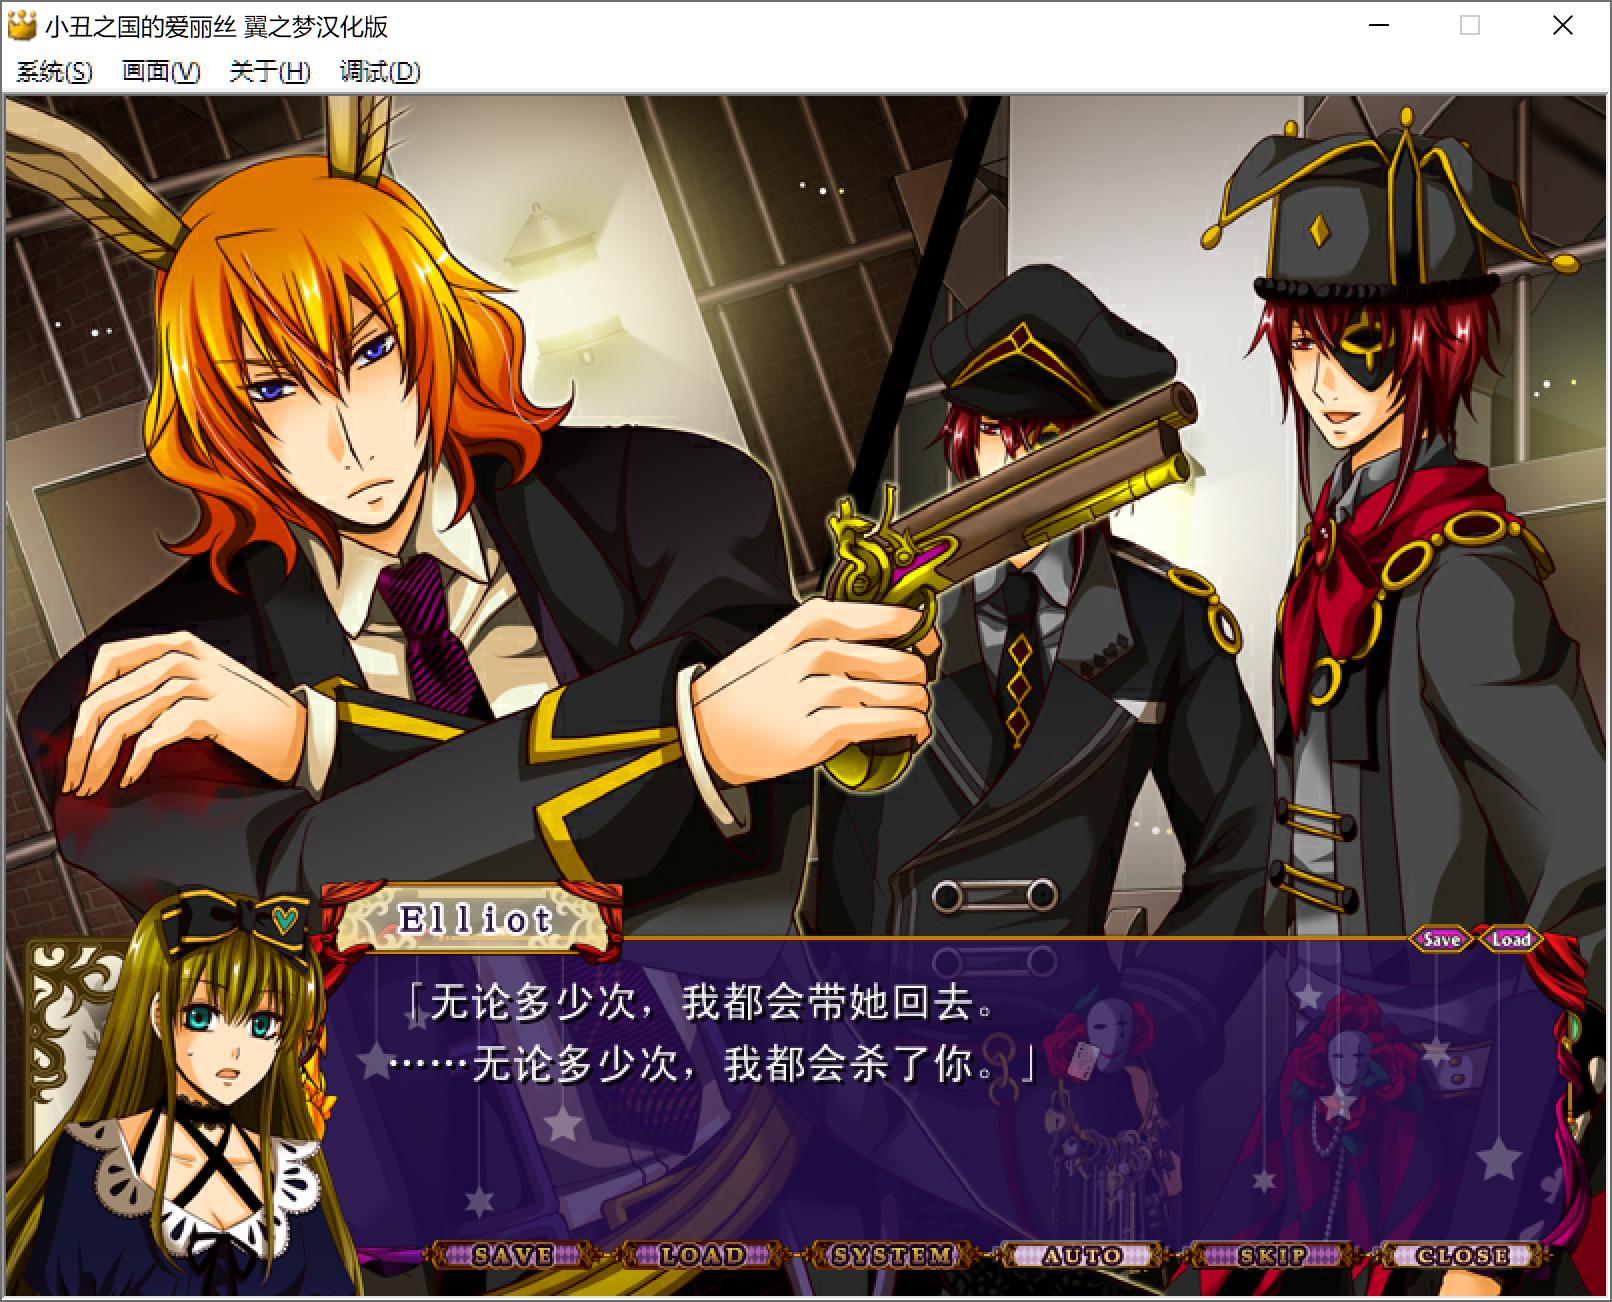 小丑之国的爱丽丝 翼之梦汉化版
系统(S) 画面(V) 关于(H) 调试(D)
Elliot
Save Load
「无论多少次，我都会带她回去。
……无论多少次，我都会杀了你。」
SAVE LOAD SYSTEM AUTO SKIP CLOSE